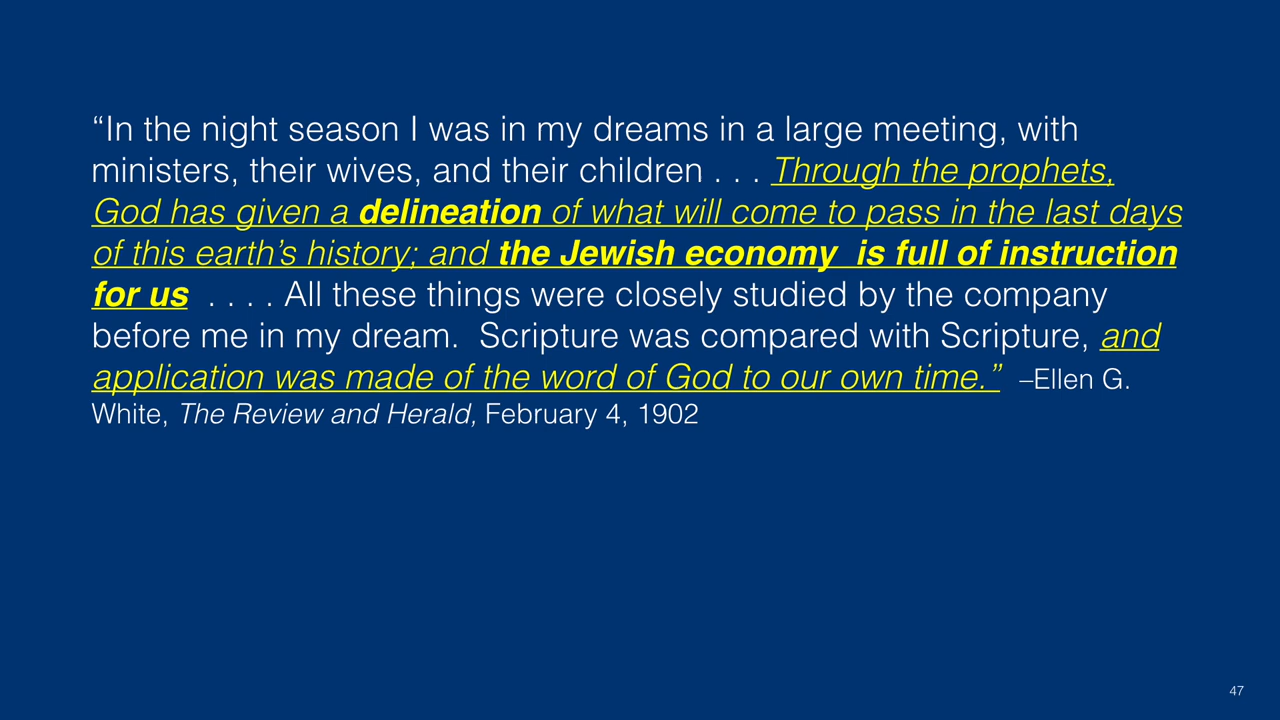 “In the night season I was in my dreams in a large meeting, with
ministers, their wives, and their children . . . Through the prophets,
God has given a delineation of what will come to pass in the last days
of this earth’s history; and the Jewish economy  is full of instruction
for us  . . . . All these things were closely studied by the company
before me in my dream.  Scripture was compared with Scripture, and
application was made of the word of God to our own time.”  –Ellen G.
White, The Review and Herald, February 4, 1902
47